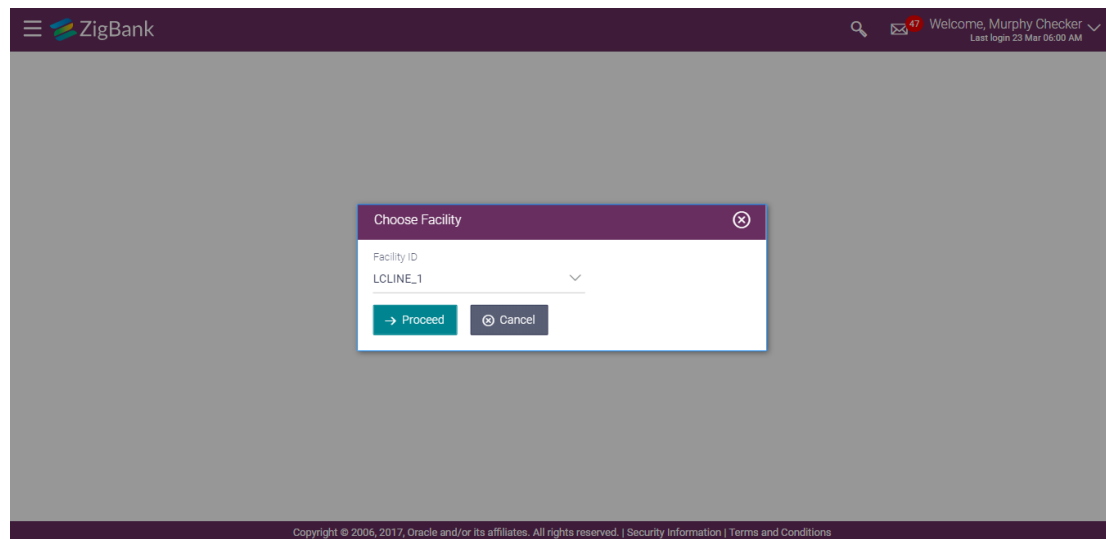 ZigBank
47
Welcome, Murphy Checker
Last login 23 Mar 06:00 AM
Choose Facility
Facility ID
LCLINE_1
Proceed
Cancel
Copyright © 2006, 2017, Oracle and/or its affiliates. All rights reserved. | Security Information | Terms and Conditions